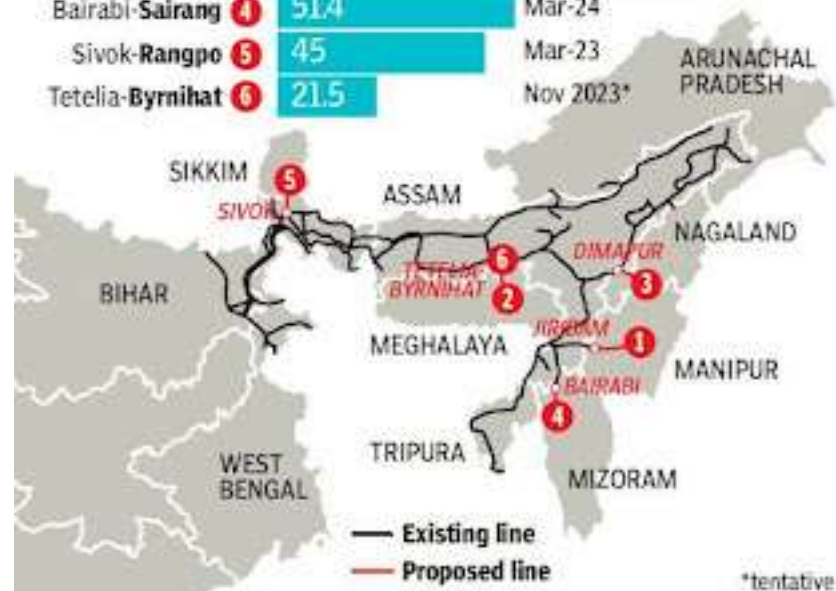 Bairabi-Sairang 4 51.4 Mar-24
Sivok-Rangpo 5 45 Mar-23
Tetelia-Byrnihat 6 21.5 Nov 2023*
ARUNACHAL
PRADESH
SIKKIM
5
ASSAM
SIVOK
NAGALAND
DIMAPUR
6
TETELIA-
BYRNIHAT
3
2
BIHAR
JIRIBAM
1
MEGHALAYA
MANIPUR
BAIRABI
4
TRIPURA
WEST
BENGAL
MIZORAM
Existing line
Proposed line
*tentative